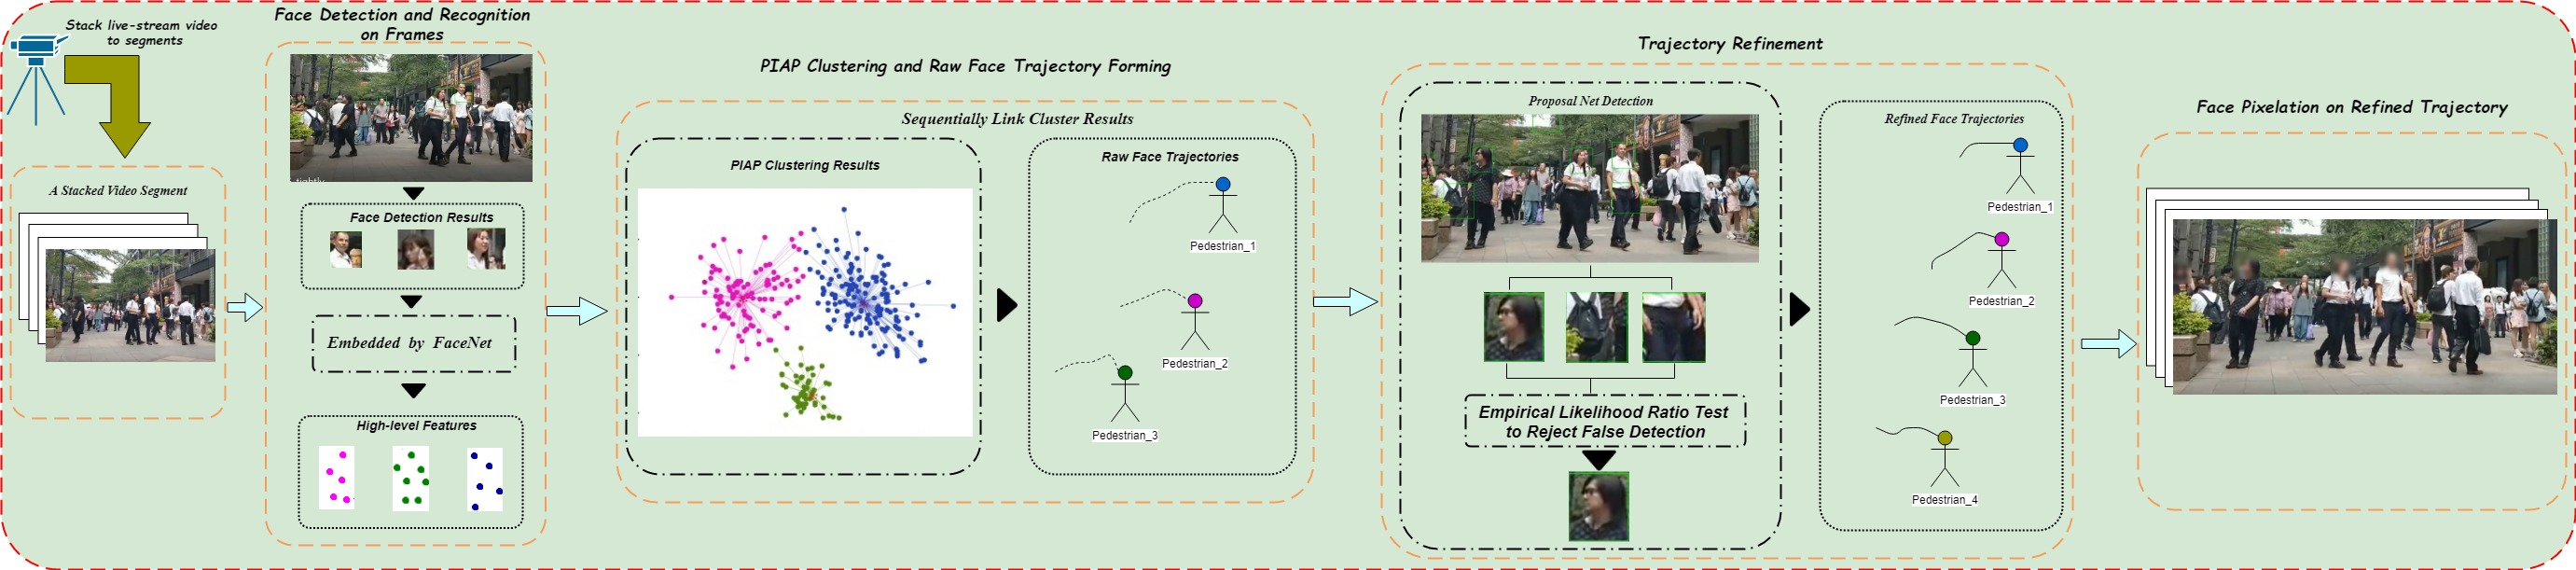 Stack live-stream video
to segments
A Stacked Video Segment
Face Detection and Recognition
on Frames
tightly
Face Detection Results
Embedded by FaceNet
High-level Features
PIAP Clustering and Raw Face Trajectory Forming
Sequentially Link Cluster Results
PIAP Clustering Results
Raw Face Trajectories
Pedestrian_1
Pedestrian_2
Pedestrian_3
Trajectory Refinement
Proposal Net Detection
Empirical Likelihood Ratio Test
to Reject False Detection
Refined Face Trajectories
Pedestrian_1
Pedestrian_2
Pedestrian_3
Pedestrian_4
Face Pixelation on Refined Trajectory